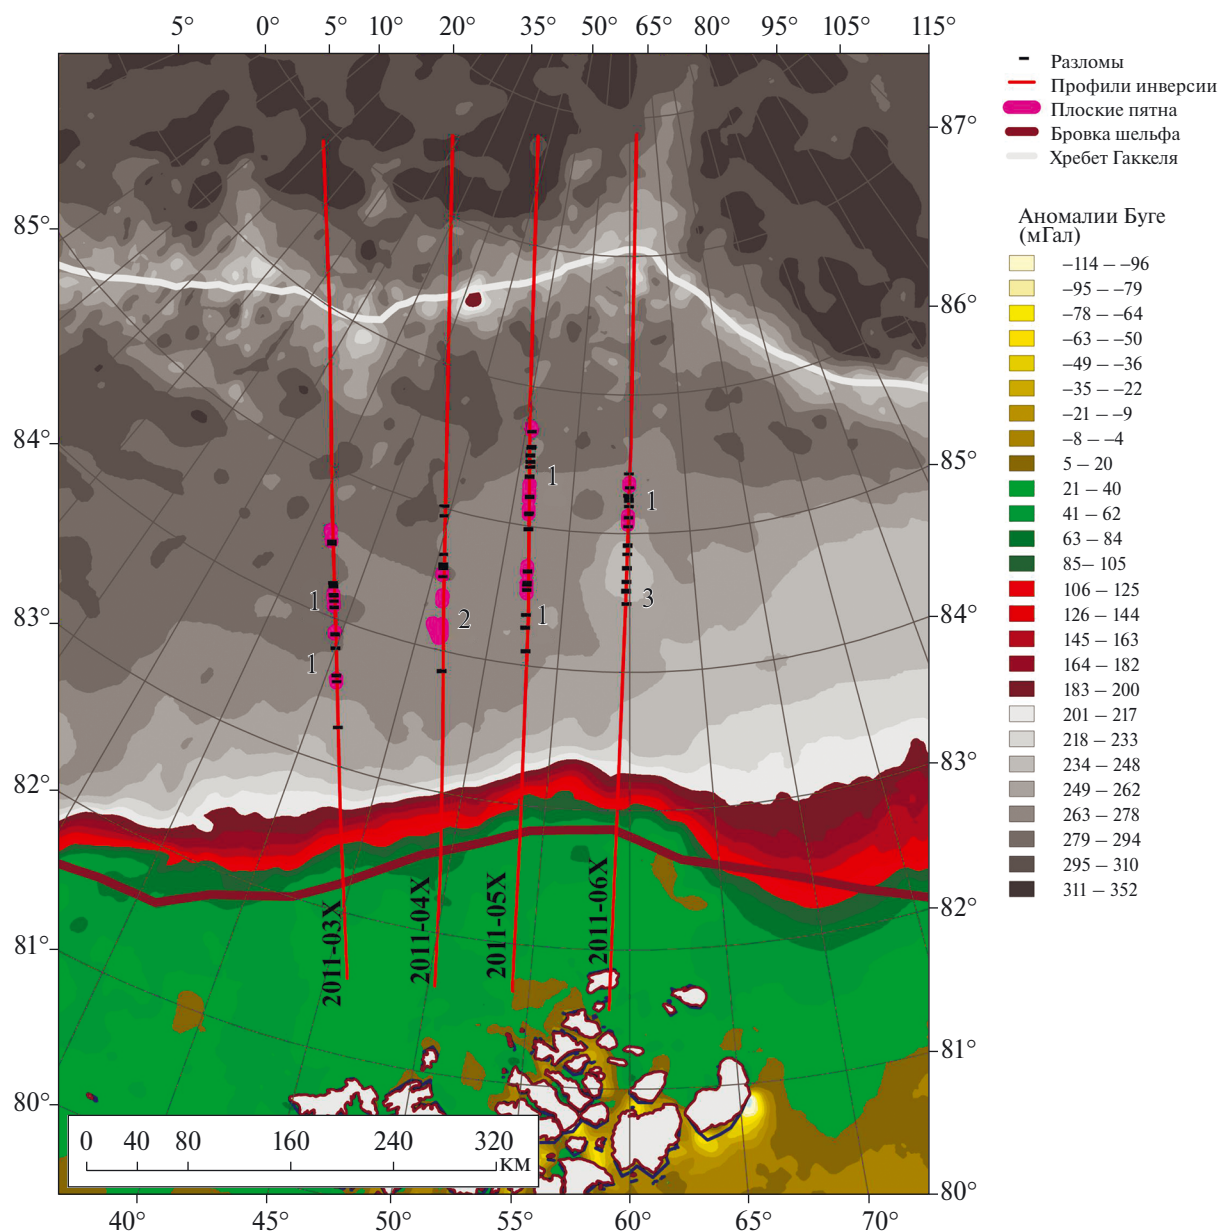 5° 0° 5° 10° 20° 35° 50° 65° 80° 95° 105° 115°
85°
84°
83°
82°
81°
80°
87°
86°
85°
84°
83°
82°
81°
80°
1
1
2
1
1
1
3
2011-03X
2011-04X
2011-05X
2011-06X
0 40 80 160 240 320
км
40° 45° 50° 55° 60° 65° 70°
Разломы
Профили инверсии
Плоские пятна
Бровка шельфа
Хребет Гаккеля
Аномалии Буге
(мГал)
–114 – –96
–95 – –79
–78 – –64
–63 – –50
–49 – –36
–35 – –22
–21 – –9
–8 – –4
5 – 20
21 – 40
41 – 62
63 – 84
85– 105
106 – 125
126 – 144
145 – 163
164 – 182
183 – 200
201 – 217
218 – 233
234 – 248
249 – 262
263 – 278
279 – 294
295 – 310
311 – 352